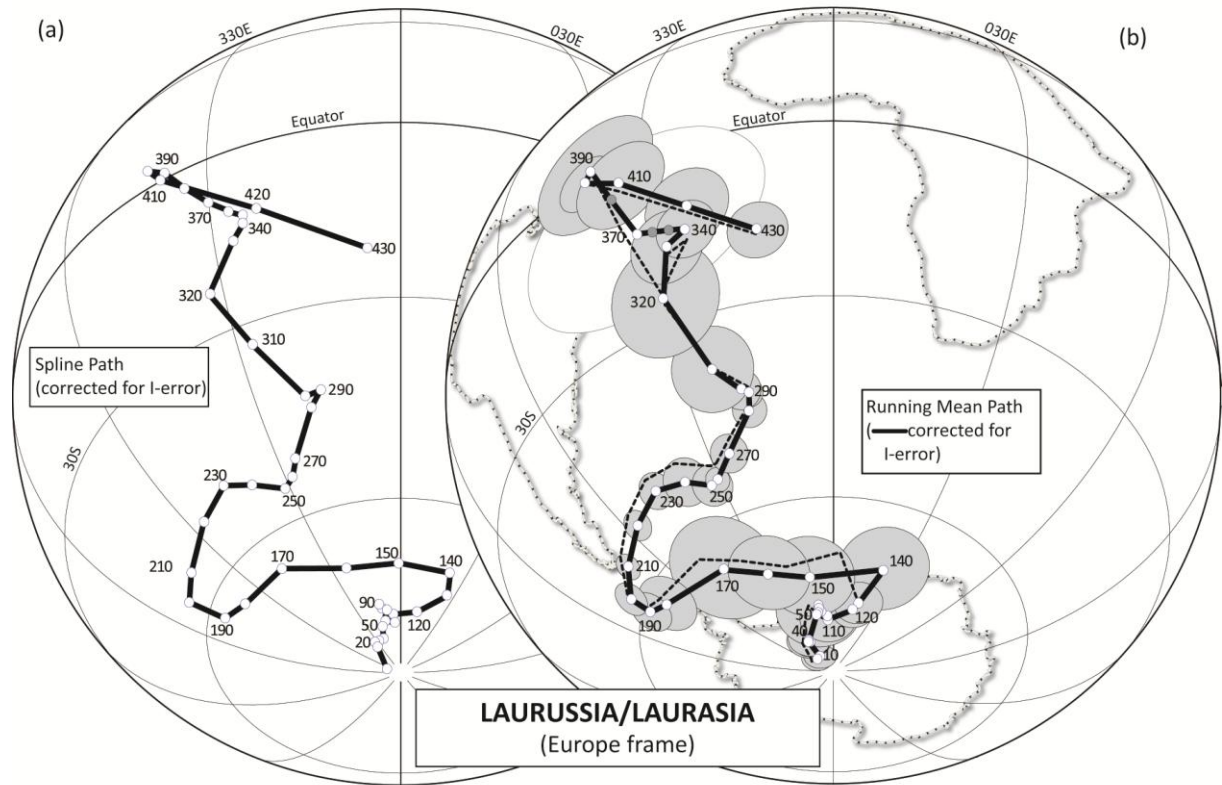 (a)
330E
030E
Equator
390
410
420
370
340
430
320
310
Spline Path
(corrected for I-error)
290
30S
270
230
250
210
170
150
140
190
90
120
50
20
(b)
330E
030E
Equator
390
410
370
340
430
320
290
Running Mean Path
(corrected for
I-error)
30S
270
230
250
210
170
150
140
190
50
120
40
110
10
LAURUSSIA/LAURASIA
(Europe frame)